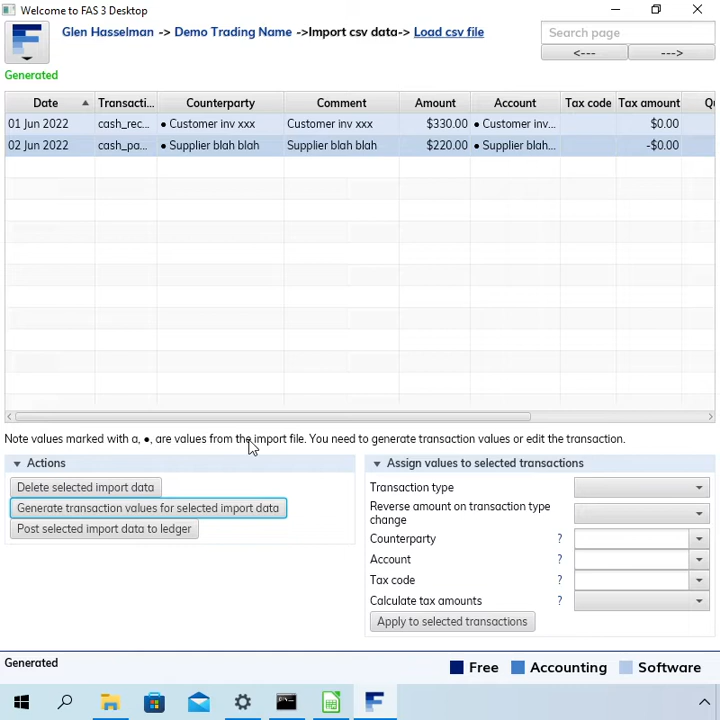 Welcome to FAS 3 Desktop
Glen Hasselman -> Demo Trading Name ->Import csv data-> Load csv file
Search page
<--- --->
Generated
Date Transacti... Counterparty Comment Amount Account Tax code Tax amount Qu
01 Jun 2022 cash_rec... • Customer inv xxx Customer inv xxx $330.00 • Customer inv... $0.00
02 Jun 2022 cash_pa... • Supplier blah blah Supplier blah blah $220.00 • Supplier blah... -$0.00
Note values marked with a, •, are values from the import file. You need to generate transaction values or edit the transaction.
Actions
Delete selected import data
Generate transaction values for selected import data
Post selected import data to ledger
Assign values to selected transactions
Transaction type
Reverse amount on transaction type
change
Counterparty ?
Account ?
Tax code ?
Calculate tax amounts ?
Apply to selected transactions
Generated
Free Accounting Software